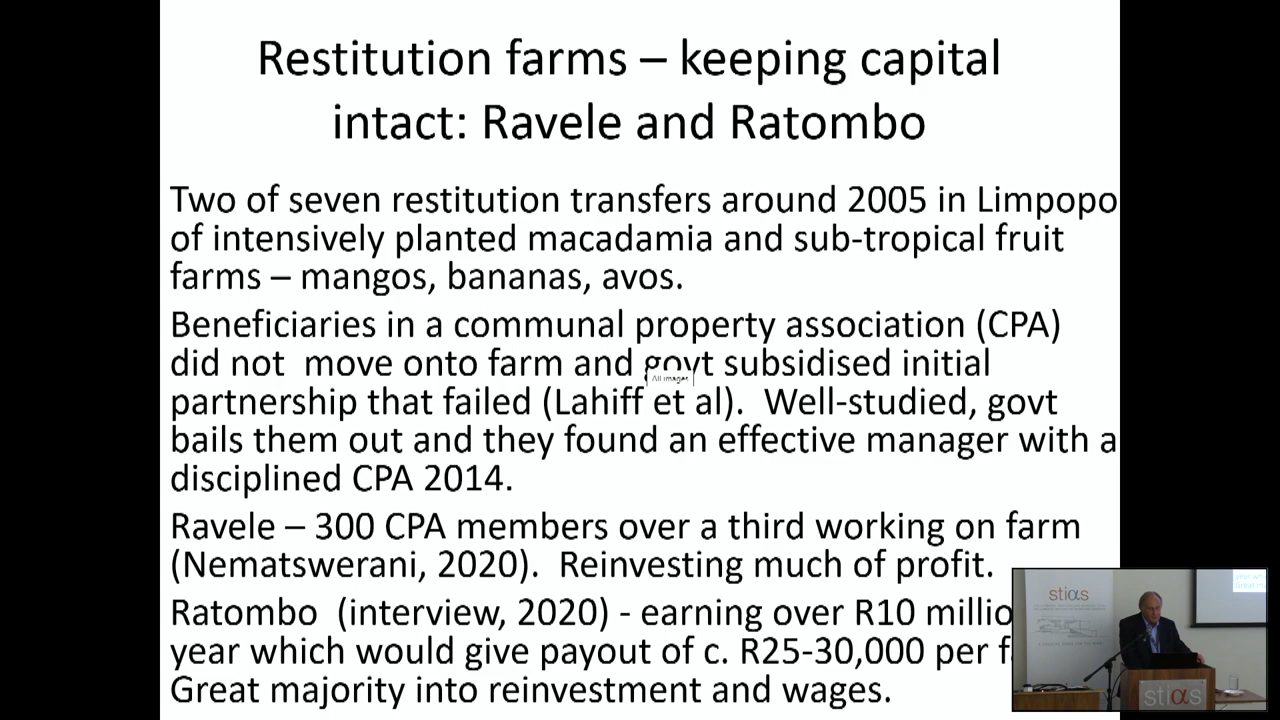 Restitution farms – keeping capital
intact: Ravele and Ratombo
Two of seven restitution transfers around 2005 in Limpopo
of intensively planted macadamia and sub-tropical fruit
farms – mangos, bananas, avos.
Beneficiaries in a communal property association (CPA)
did not  move onto farm and govt subsidised initial
All images
partnership that failed (Lahiff et al).  Well-studied, govt
bails them out and they found an effective manager with a
disciplined CPA 2014.
Ravele – 300 CPA members over a third working on farm
(Nematswerani, 2020).  Reinvesting much of profit.
Ratombo  (interview, 2020) - earning over R10 millio
year which would give payout of c. R25-30,000 per f
Great majority into reinvestment and wages.
stias
stias